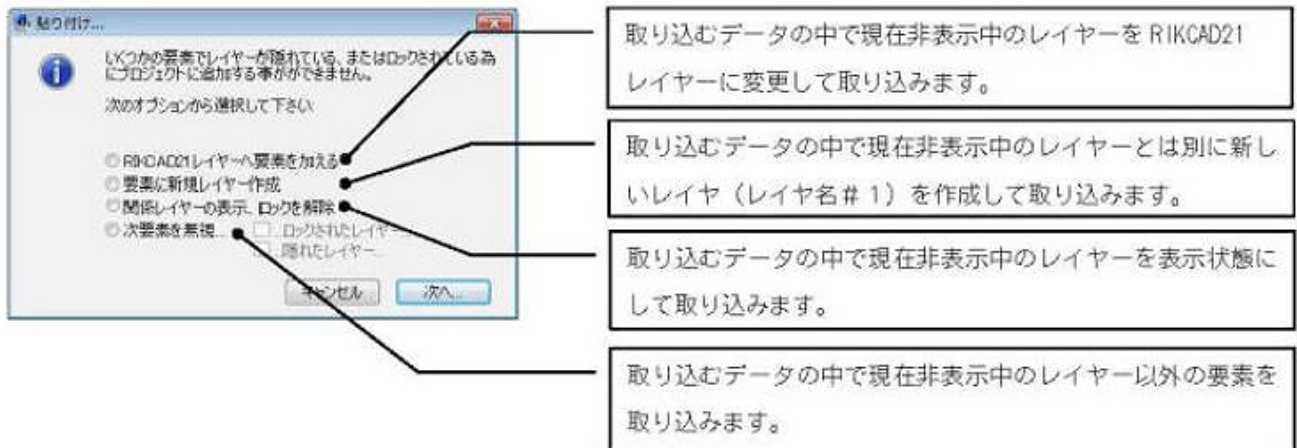 貼り付け...
いくつかの要素でレイヤーが隠れている、またはロックされている為
にプロジェクトに追加する事がができません。
次のオプションから選択して下さい
RIKCAD21レイヤーへ要素を加える
要素に新規レイヤー作成
関係レイヤーの表示、ロックを解除
次要素を無視...
ロックされたレイヤー
隠れたレイヤー...
キャンセル
次へ...
取り込むデータの中で現在非表示中のレイヤーを RIKCAD21
レイヤーに変更して取り込みます。
取り込むデータの中で現在非表示中のレイヤーとは別に新し
いレイヤ（レイヤ名＃1）を作成して取り込みます。
取り込むデータの中で現在非表示中のレイヤーを表示状態に
して取り込みます。
取り込むデータの中で現在非表示中のレイヤー以外の要素を
取り込みます。